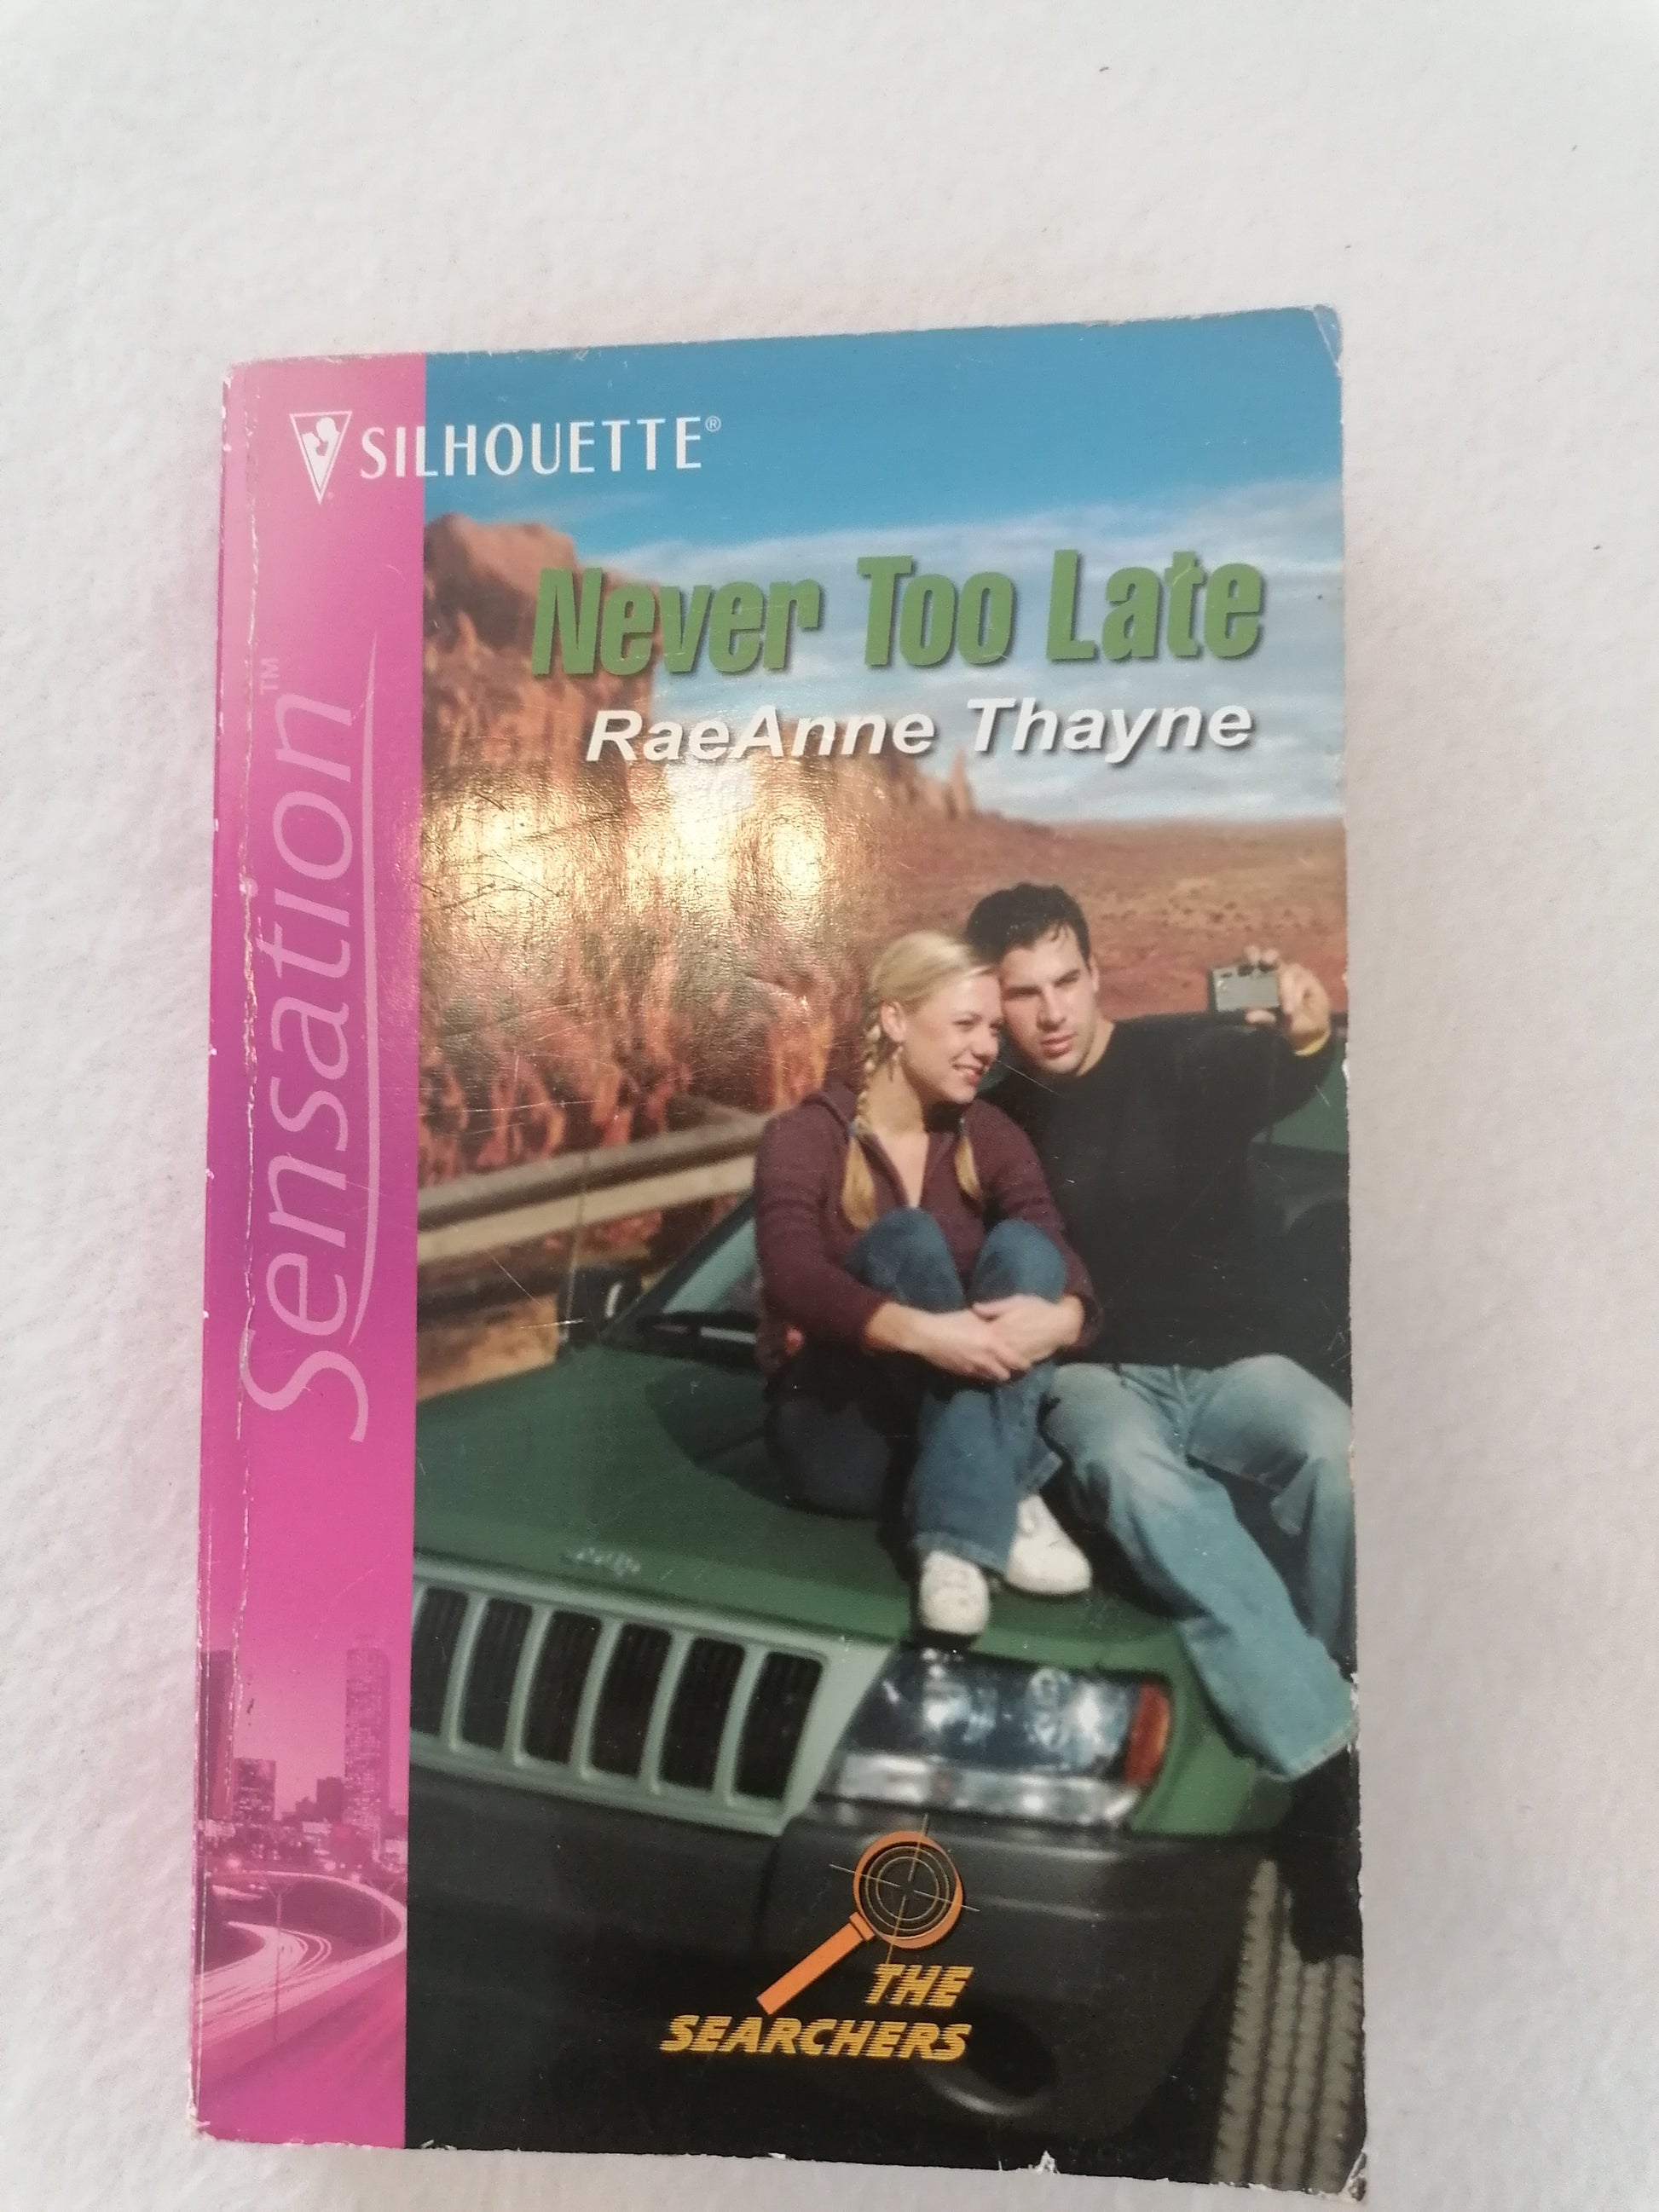 SILHOUETTE®
Never Too Late
RaeAnne Thayne
Sensation™
THE
SEARCHERS